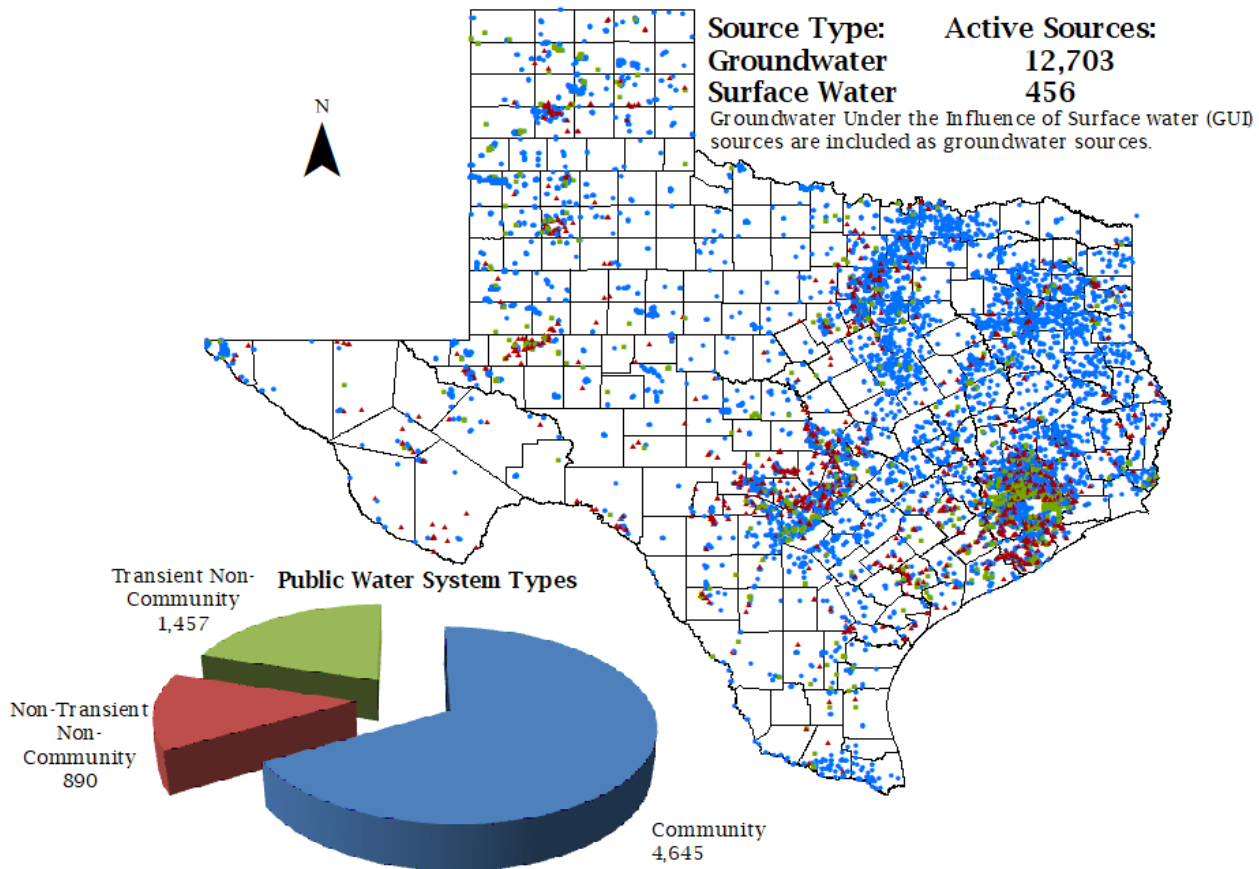 Source Type: Active Sources:
Groundwater 12,703
Surface Water 456
Groundwater Under the Influence of Surface water (GUI)
sources are included as groundwater sources.
N
Public Water System Types
Transient Non-
Community
1,457
Non-Transient
Non-
Community
890
Community
4,645